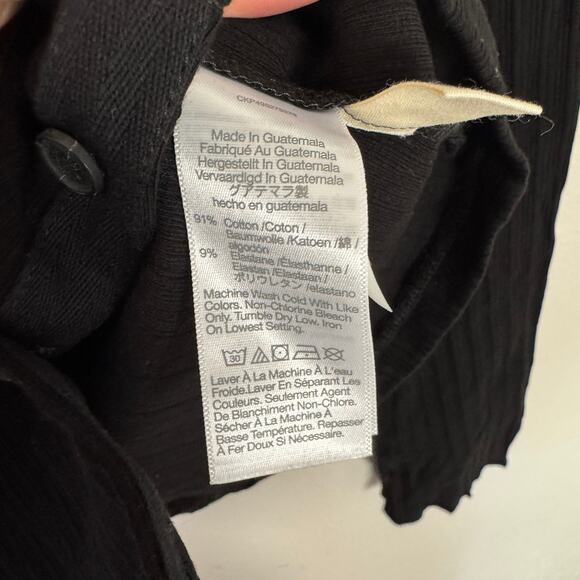 Made In Guatemala
Fabriqué Au Guatemala
Hergestellt In Guatemala
Vervaardigd In Guatemala
グアテマラ製
hecho en guatemala
91% Cotton /Coton /
Baumwolle /Katoen /綿 /
algodón
9% Elastane /Élasthanne /
Elastan /Elastaan /
ポリウレタン /elastano
Machine Wash Cold With Like
Colors. Non-Chlorine Bleach
Only. Tumble Dry Low. Iron
On Lowest Setting.
30
Laver À La Machine À L'eau
Froide.Laver En Séparant Les
Couleurs. Seulement Agent
De Blanchiment Non-Chlora.
Sécher À La Machine À
Basse Température. Repasser
À Fer Doux Si Nécessaire.